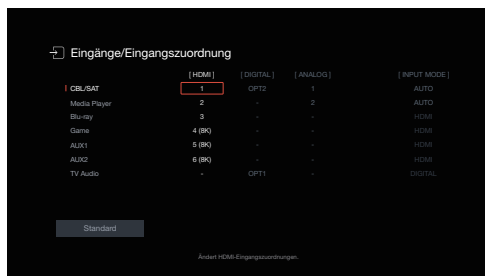 Eingänge/Eingangszuordnung
[ HDMI ] [ DIGITAL ] [ ANALOG ] [ INPUT MODE ]
CBL/SAT 1 OPT2 1 AUTO
Media Player 2 - 2 AUTO
Blu-ray 3 - - HDMI
Game 4 (8K) - - HDMI
AUX1 5 (8K) - - HDMI
AUX2 6 (8K) - - HDMI
TV Audio - OPT1 - DIGITAL
Standard
Ändert HDMI-Eingangszuordnungen.